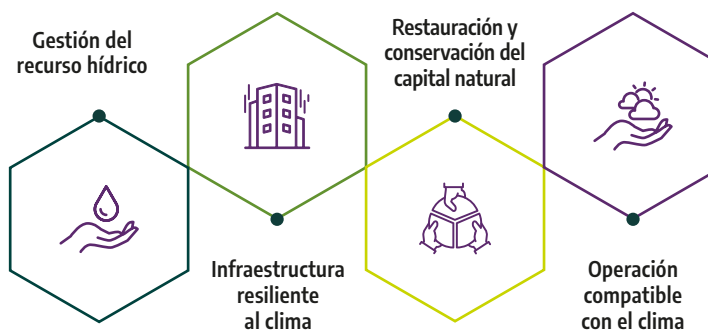 Gestión del
recurso hídrico
Infraestructura
resiliente
al clima
Restauración y
conservación del
capital natural
Operación
compatible
con el clima